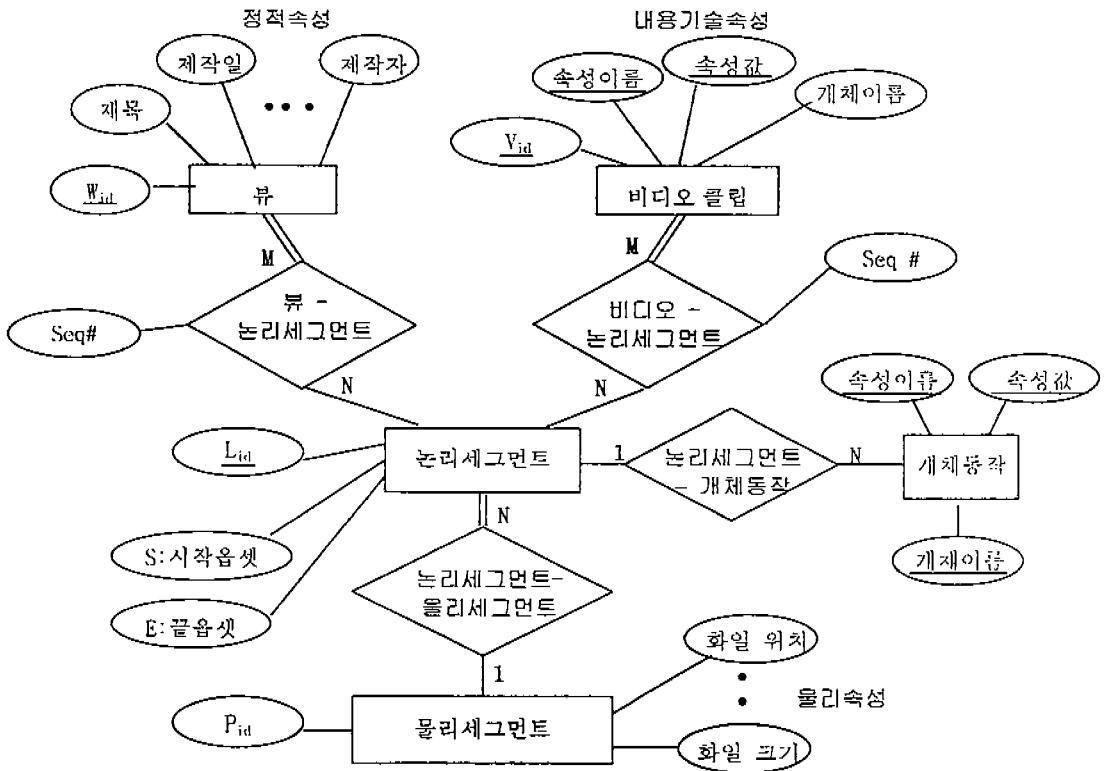 정적속성
내용기술속성
제작일
제작자
속성이름
속성값
제목
• • •
개체이름
V_id
W_id
뷰
비디오 클립
M
M
Seq #
뷰 -
논리세그먼트
비디오 -
논리세그먼트
Seq#
N
N
속성이름
속성값
L_id
논리세그먼트
1
논리세그먼트
- 개체동작
N
개체동작
N
S:시작옵셋
논리세그먼트-
물리세그먼트
개재이름
E:끝옵셋
화일 위치
1
물리속성
P_id
물리세그먼트
화일 크기